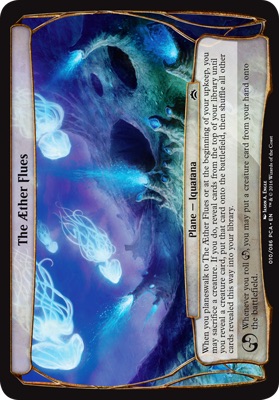 The Æther Flues
Plane — Iquatana
When you planeswalk to The Æther Flues or at the beginning of your upkeep, you
may sacrifice a creature. If you do, reveal cards from the top of your library until
you reveal a creature card, put that card onto the battlefield, then shuffle all other
cards revealed this way into your library.
Whenever you roll , you may put a creature card from your hand onto
the battlefield.
Jason A. Engle
010/086 PCA • EN ™ & © 2016 Wizards of the Coast